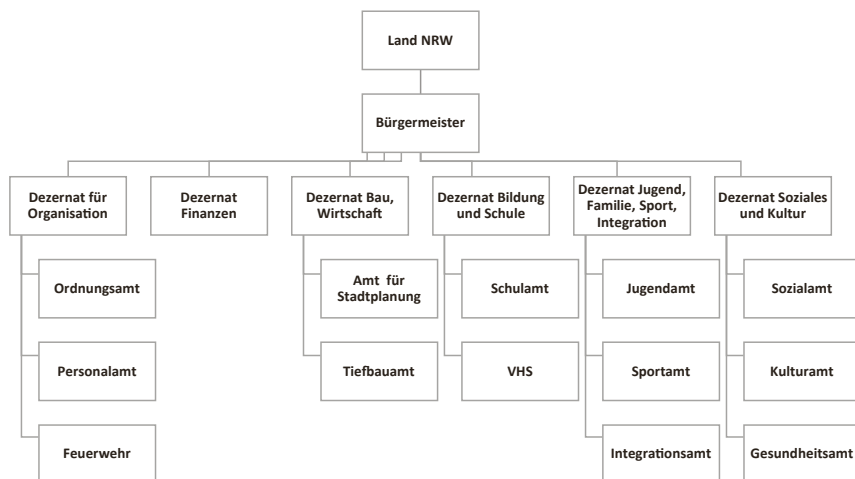 Land NRW
Bürgermeister
Dezernat für
Organisation
Dezernat
Finanzen
Dezernat Bau,
Wirtschaft
Dezernat Bildung
und Schule
Dezernat Jugend,
Familie, Sport,
Integration
Dezernat Soziales
und Kultur
Ordnungsamt
Amt für
Stadtplanung
Schulamt
Jugendamt
Sozialamt
Personalamt
Tiefbauamt
VHS
Sportamt
Kulturamt
Feuerwehr
Integrationsamt
Gesundheitsamt